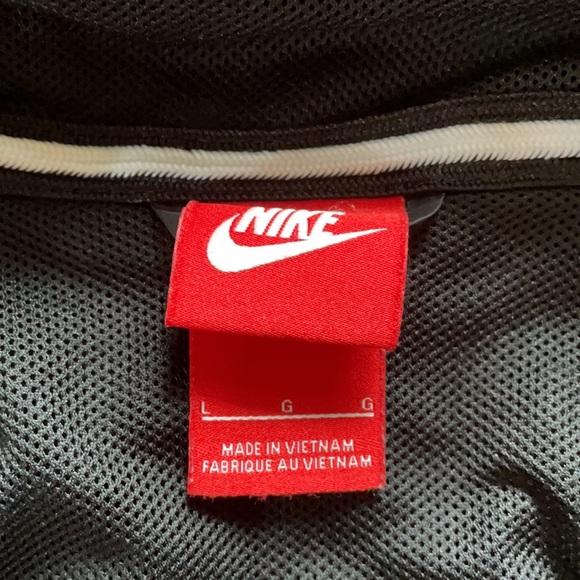 NIKE
L G G
MADE IN VIETNAM
FABRIQUE AU VIETNAM